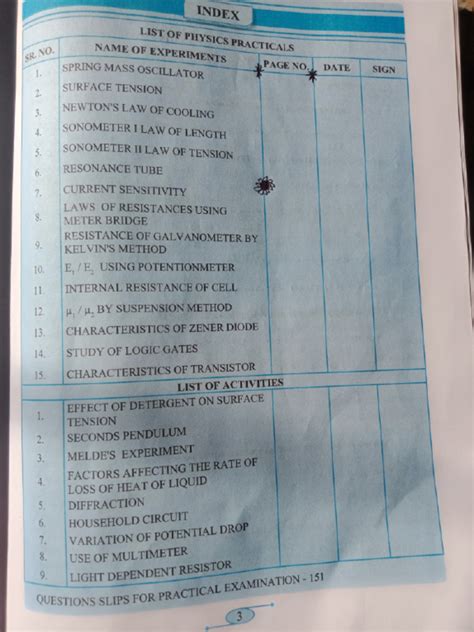 INDEX
LIST OF PHYSICS PRACTICALS
SR. NO. NAME OF EXPERIMENTS PAGE NO. DATE SIGN
1. SPRING MASS OSCILLATOR
2. SURFACE TENSION
3. NEWTON'S LAW OF COOLING
4. SONOMETER I LAW OF LENGTH
5. SONOMETER II LAW OF TENSION
6. RESONANCE TUBE
7. CURRENT SENSITIVITY
8. LAWS OF RESISTANCES USING
METER BRIDGE
9. RESISTANCE OF GALVANOMETER BY
KELVIN'S METHOD
10. E₁ / E₂ USING POTENTIONMETER
11. INTERNAL RESISTANCE OF CELL
12. μ₁ / μ₂ BY SUSPENSION METHOD
13. CHARACTERISTICS OF ZENER DIODE
14. STUDY OF LOGIC GATES
15. CHARACTERISTICS OF TRANSISTOR
LIST OF ACTIVITIES
1. EFFECT OF DETERGENT ON SURFACE
TENSION
2. SECONDS PENDULUM
3. MELDE'S EXPERIMENT
4. FACTORS AFFECTING THE RATE OF
LOSS OF HEAT OF LIQUID
5. DIFFRACTION
6. HOUSEHOLD CIRCUIT
7. VARIATION OF POTENTIAL DROP
8. USE OF MULTIMETER
9. LIGHT DEPENDENT RESISTOR
QUESTIONS SLIPS FOR PRACTICAL EXAMINATION - 151
3